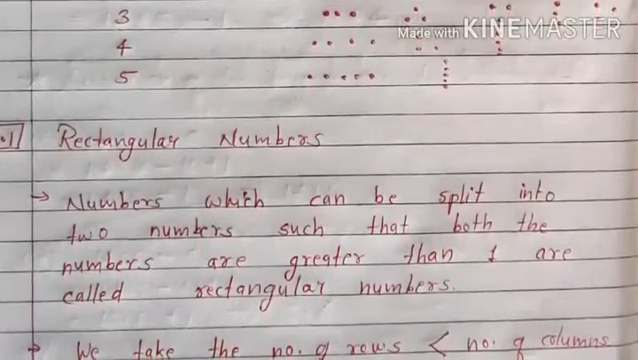 3
Made with KINEMASTER
4
5
.1 Rectangular Numbers
→ Numbers which can be split into
two numbers such that both the
numbers are greater than 1 are
called rectangular numbers.
→ We take the no. of rows < no. of columns